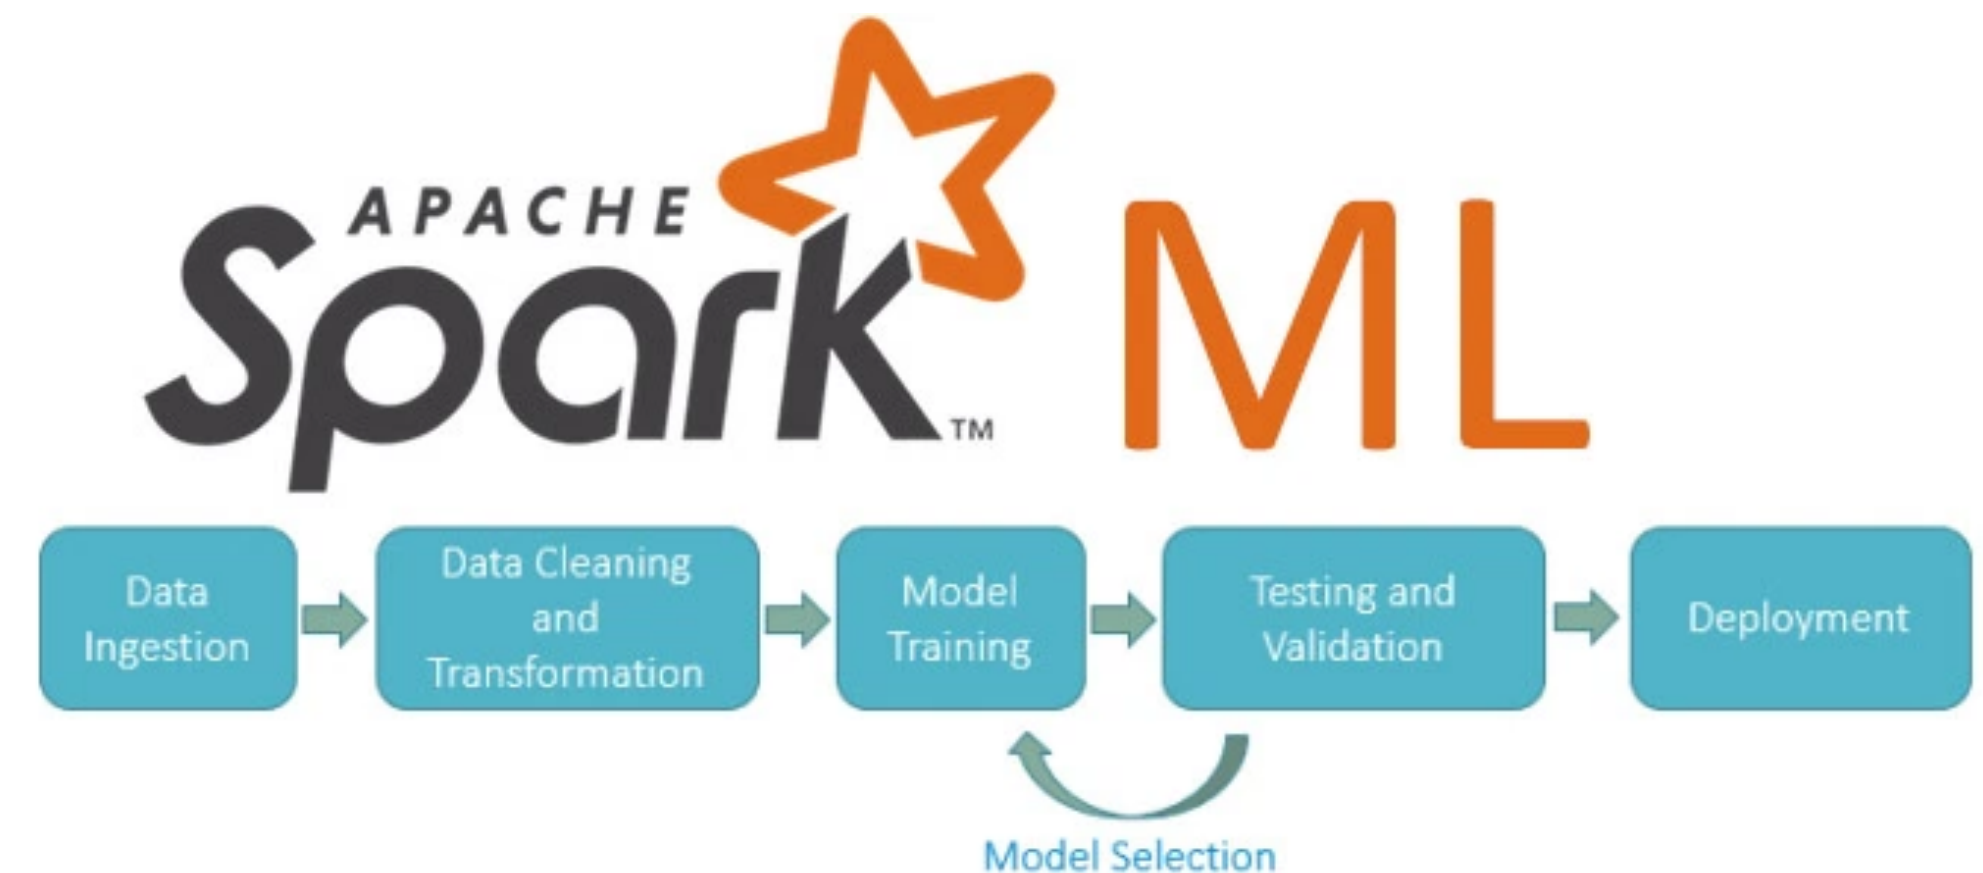 APACHE
Spark
TM
ML
Data
Ingestion
Data Cleaning
and
Transformation
Model
Training
Testing and
Validation
Deployment
Model Selection